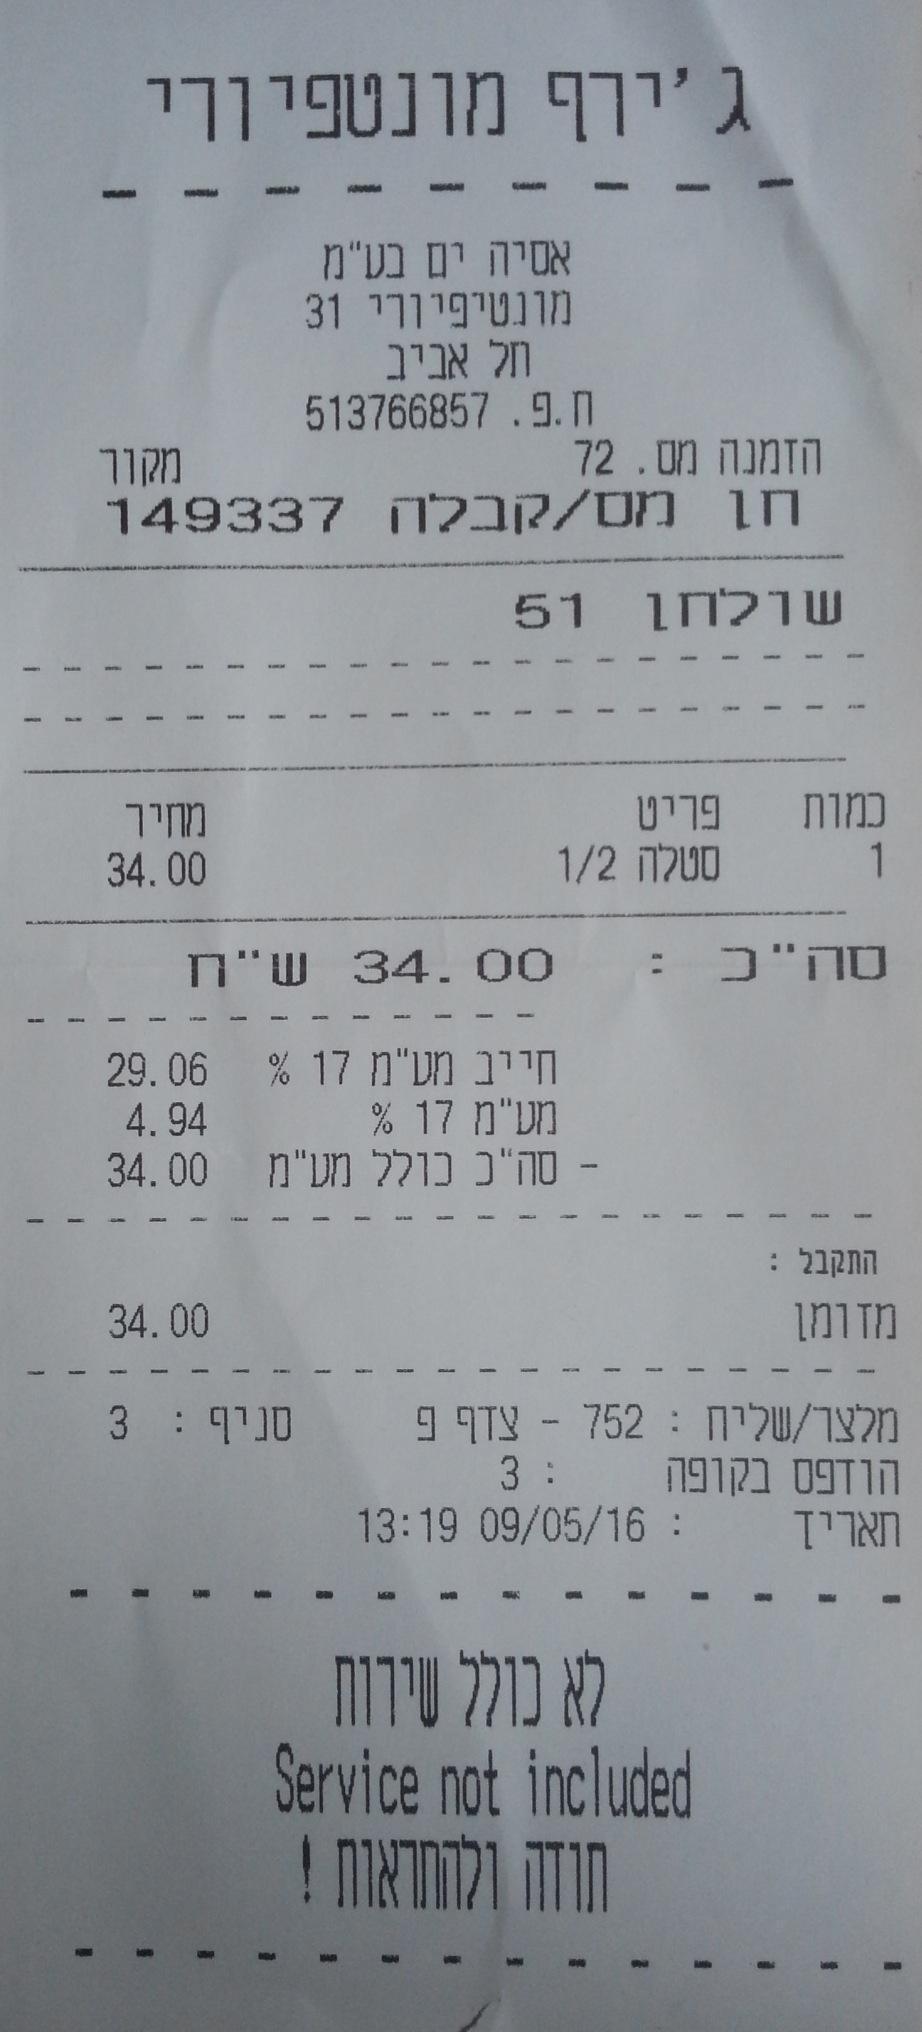 ג'ירף מונטפיורי
אסיה ים בע"מ
מונטיפיורי 31
תל אביב
ח.פ. 513766857
הזמנה מס. 72 מקור
חן מס/קבלה 149337
שולחן 51
כמות פריט מחיר
1 סטלה 1/2 34.00
סה"כ : 34.00 ש"ח
חייב מע"מ 17 % 29.06
מע"מ 17 % 4.94
- סה"כ כולל מע"מ 34.00
התקבל :
מזומן 34.00
מלצר/שליח : 752 - צדף פ סניף : 3
הודפס בקופה : 3
תאריך : 09/05/16 13:19
לא כולל שירות
Service not included
תודה ולהתראות !